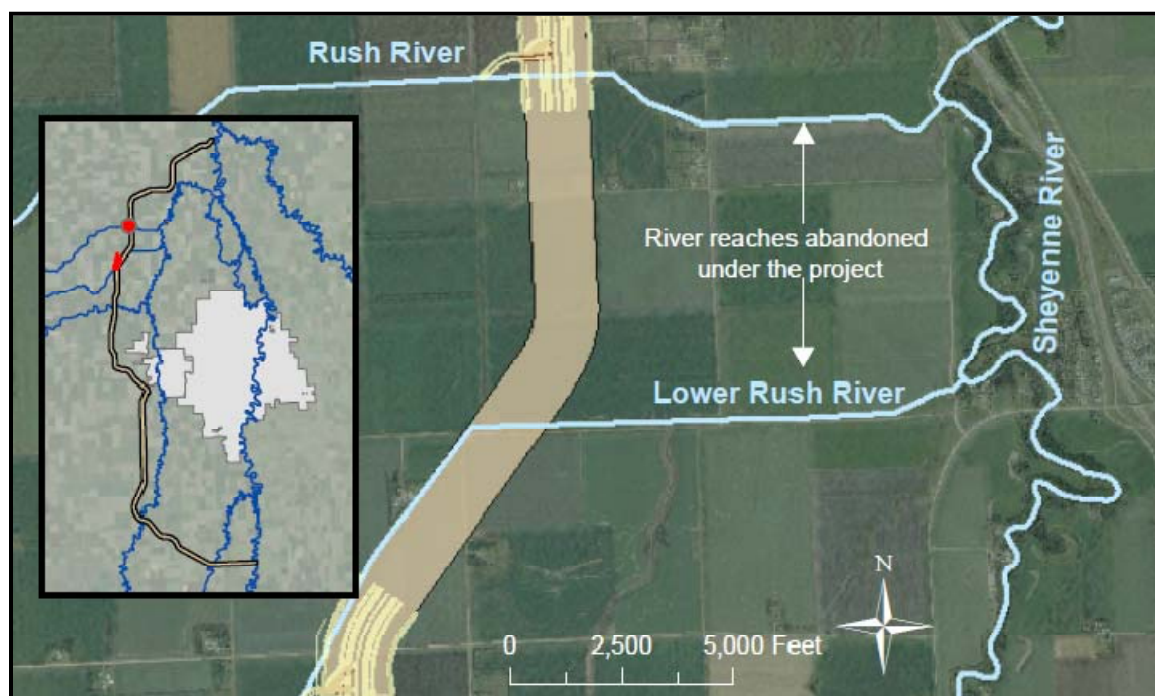 Rush River
River reaches abandoned
under the project
Sheyenne River
Lower Rush River
N
0 2,500 5,000 Feet